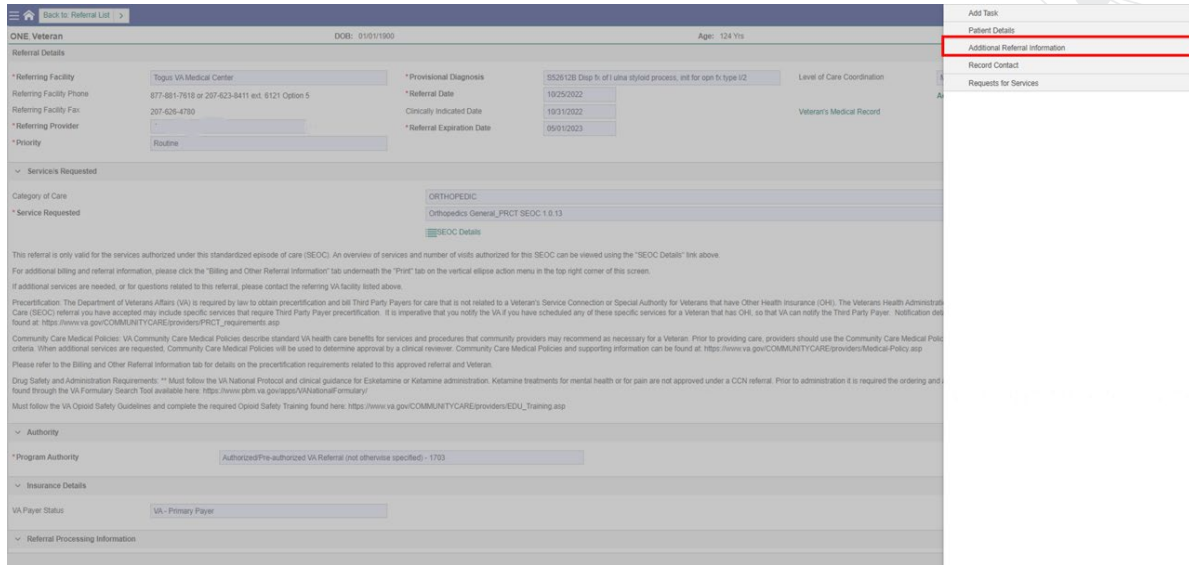 Back to: Referral List
ONE, Veteran DOB: 01/01/1900 Age: 124 Yrs
Referral Details
*Referring Facility Togus VA Medical Center *Provisional Diagnosis S52612B Disp fx of l ulna styloid process, init for opn fx type I/2 Level of Care Coordination
Referring Facility Phone 877-881-7618 or 207-623-8411 ext. 6121 Option 5 *Referral Date 10/25/2022
Referring Facility Fax 207-626-4780 Clinically Indicated Date 10/31/2022 Veteran's Medical Record
*Referring Provider *Referral Expiration Date 05/01/2023
*Priority Routine
Service/s Requested
Category of Care ORTHOPEDIC
*Service Requested Orthopedics General_PRCT SEOC 1.0.13
SEOC Details
This referral is only valid for the services authorized under this standardized episode of care (SEOC). An overview of services and number of visits authorized for this SEOC can be viewed using the "SEOC Details" link above.
For additional billing and referral information, please click the "Billing and Other Referral Information" tab underneath the "Print" tab on the vertical ellipse action menu in the top right corner of this screen.
If additional services are needed, or for questions related to this referral, please contact the referring VA facility listed above.
Precertification: The Department of Veterans Affairs (VA) is required by law to obtain precertification and bill Third Party Payers for care that is not related to a Veteran's Service Connection or Special Authority for Veterans that have Other Health Insurance (OHI). The Veterans Health Administrati
Care (SEOC) referral you have accepted may include specific services that require Third Party Payer precertification. It is imperative that you notify the VA if you have scheduled any of these specific services for a Veteran that has OHI, so that VA can notify the Third Party Payer. Notification det
found at: https://www.va.gov/COMMUNITYCARE/providers/PRCT_requirements.asp
Community Care Medical Policies: VA Community Care Medical Policies describe standard VA health care benefits for services and procedures that community providers may recommend as necessary for a Veteran. Prior to providing care, providers should use the Community Care Medical Polic
criteria. When additional services are requested, Community Care Medical Policies will be used to determine approval by a clinical reviewer. Community Care Medical Policies and supporting information can be found at: https://www.va.gov/COMMUNITYCARE/providers/Medical-Policy.asp
Please refer to the Billing and Other Referral Information tab for details on the precertification requirements related to this approved referral and Veteran.
Drug Safety and Administration Requirements: ** Must follow the VA National Protocol and clinical guidance for Esketamine or Ketamine administration. Ketamine treatments for mental health or for pain are not approved under a CCN referral. Prior to administration it is required the ordering and
found through the VA Formulary Search Tool available here: https://www.pbm.va.gov/apps/VANationalFormulary/
Must follow the VA Opioid Safety Guidelines and complete the required Opioid Safety Training found here: https://www.va.gov/COMMUNITYCARE/providers/EDU_Training.asp
Authority
*Program Authority Authorized/Pre-authorized VA Referral (not otherwise specified) - 1703
Insurance Details
VA Payer Status VA - Primary Payer
Referral Processing Information
Add Task
Patient Details
Additional Referral Information
Record Contact
Requests for Services